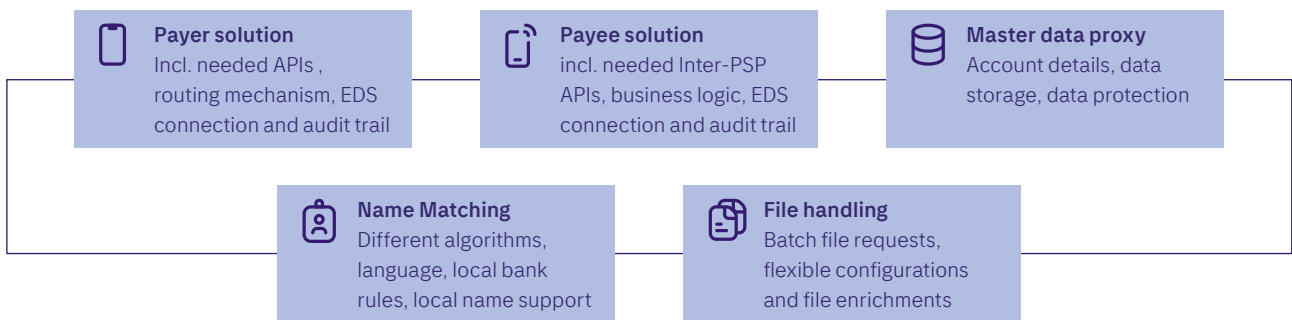 Payer solution
Incl. needed APIs ,
routing mechanism, EDS
connection and audit trail
Payee solution
incl. needed Inter-PSP
APIs, business logic, EDS
connection and audit trail
Master data proxy
Account details, data
storage, data protection
Name Matching
Different algorithms,
language, local bank
rules, local name support
File handling
Batch file requests,
flexible configurations
and file enrichments